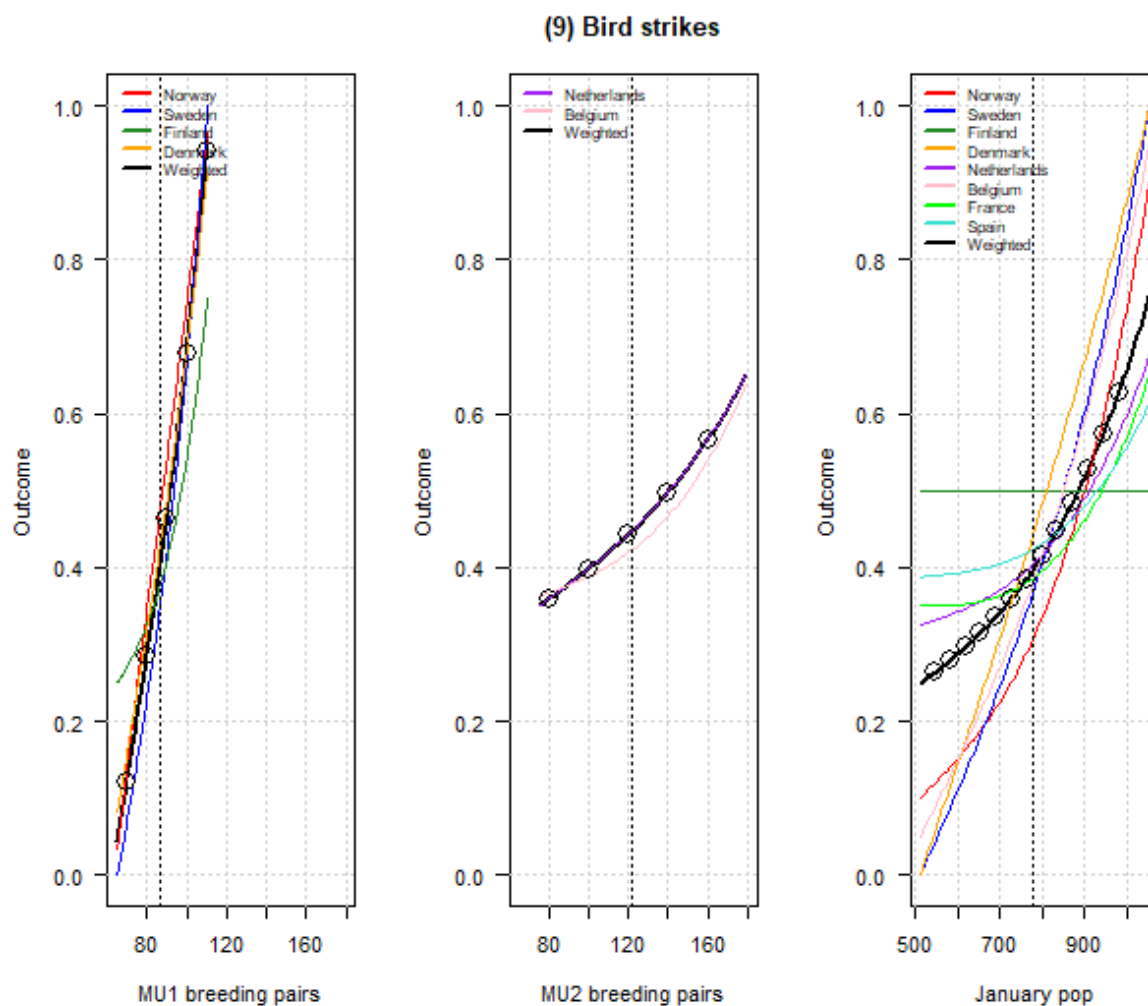 (9) Bird strikes
Outcome
1.0
0.8
0.6
0.4
0.2
0.0
Norway
Sweden
Finland
Denmark
Weighted
80
120
160
MU1 breeding pairs
Outcome
1.0
0.8
0.6
0.4
0.2
0.0
Netherlands
Belgium
Weighted
80
120
160
MU2 breeding pairs
Outcome
1.0
0.8
0.6
0.4
0.2
0.0
Norway
Sweden
Finland
Denmark
Netherlands
Belgium
France
Spain
Weighted
500
700
900
January pop